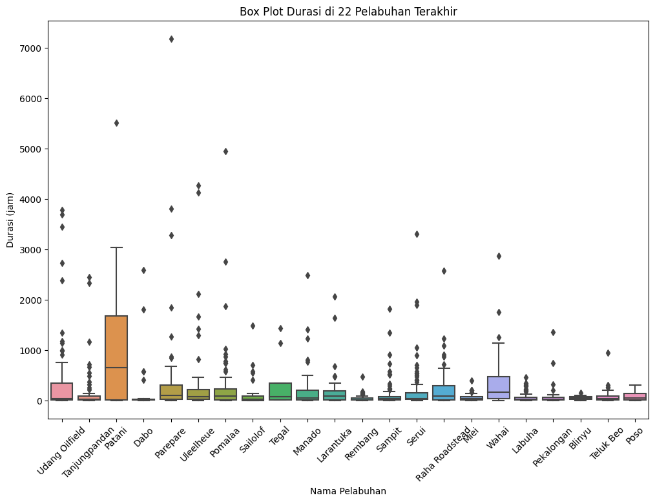 Box Plot Durasi di 22 Pelabuhan Terakhir
7000
6000
5000
4000
3000
2000
1000
0
Durasi (jam)
Udang Oilfield
Tanjungpandan
Patani
Dabo
Parepare
Uleelheue
Pomalaa
Sailolof
Tegal
Manado
Larantuka
Rembang
Sampit
Serui
Raha Roadstead
Miei
Wahai
Labuha
Pekalongan
Blinyu
Teluk Beo
Poso
Nama Pelabuhan